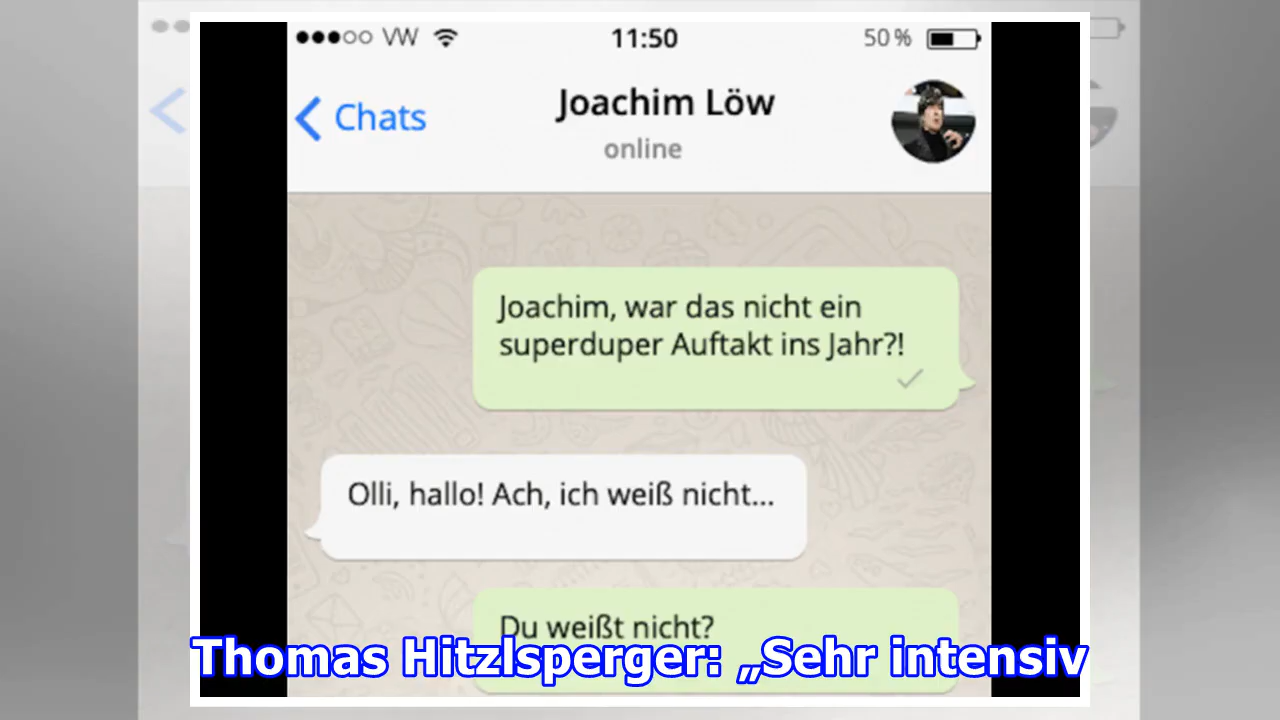 VW 11:50 50 %
Chats Joachim Löw
online
Joachim, war das nicht ein
superduper Auftakt ins Jahr?!
Olli, hallo! Ach, ich weiß nicht...
Du weißt nicht?
Thomas Hitzlsperger: „Sehr intensiv